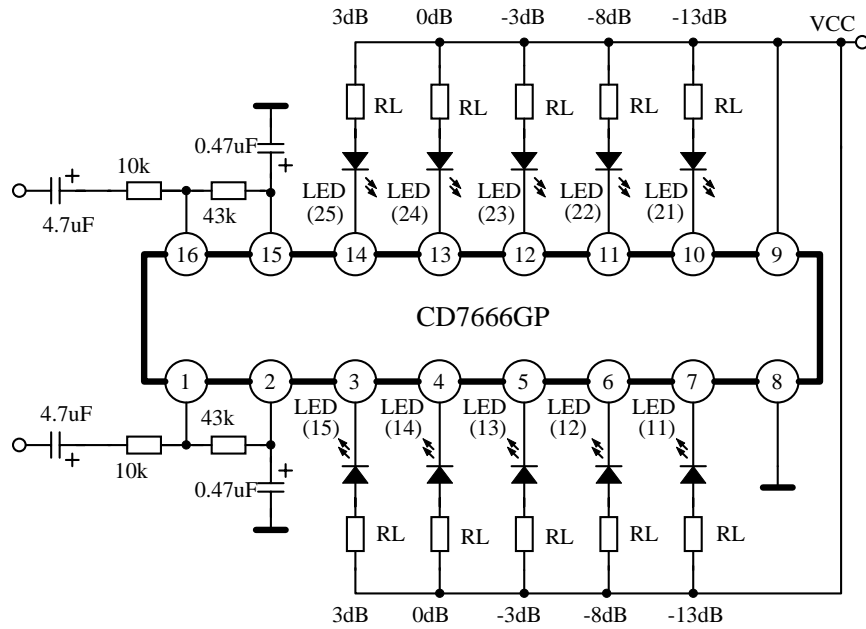 3dB 0dB -3dB -8dB -13dB VCC
RL RL RL RL RL
0.47uF
+
10k
+
4.7uF
43k
LED LED LED LED LED
(25) (24) (23) (22) (21)
16 15 14 13 12 11 10 9
CD7666GP
1 2 3 4 5 6 7 8
4.7uF
43k
LED LED LED LED LED
(15) (14) (13) (12) (11)
+
10k
+
0.47uF
RL RL RL RL RL
3dB 0dB -3dB -8dB -13dB